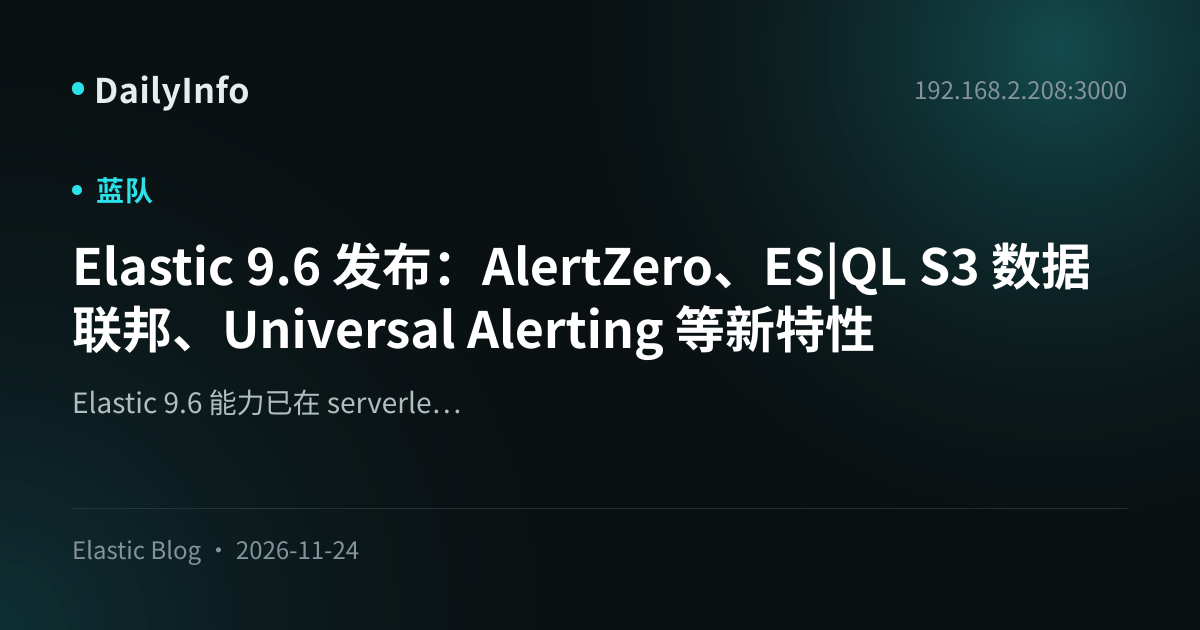 DailyInfo
192.168.2.208:3000
蓝队
Elastic 9.6 发布：AlertZero、ES|QL S3 数据
联邦、Universal Alerting 等新特性
Elastic 9.6 能力已在 serverle…
Elastic Blog · 2026-11-24